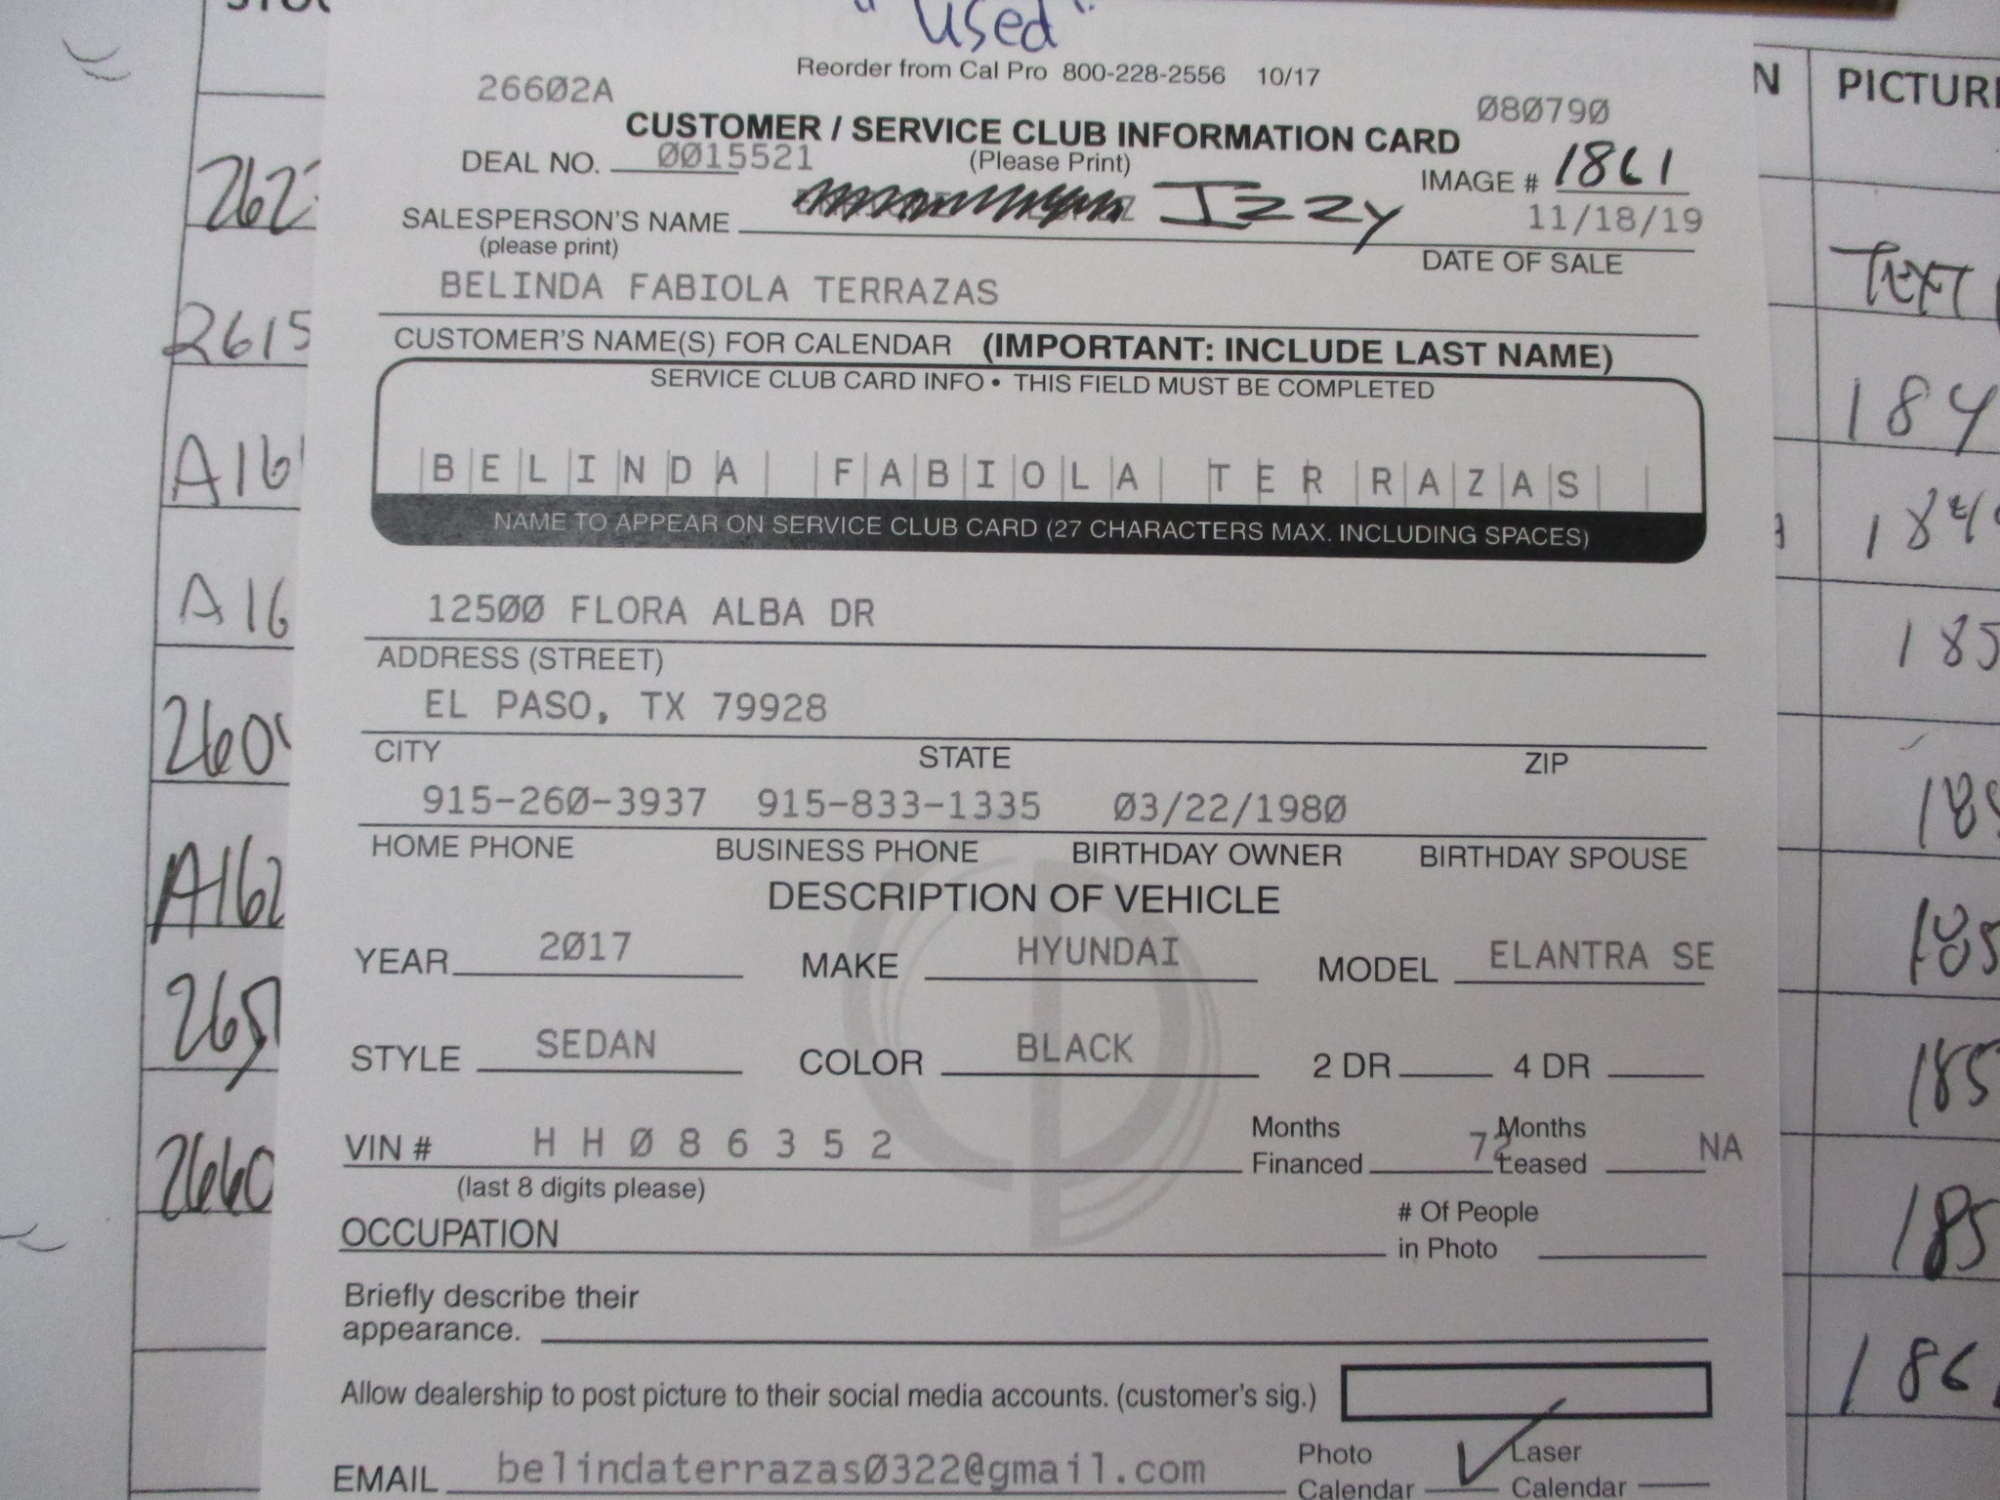 "Used"
Reorder from Cal Pro 800-228-2556 10/17
26602A
080790
CUSTOMER / SERVICE CLUB INFORMATION CARD
DEAL NO. 0015521 (Please Print)
IMAGE # 1861
SALESPERSON'S NAME Izzy 11/18/19
(please print) DATE OF SALE
BELINDA FABIOLA TERRAZAS
CUSTOMER'S NAME(S) FOR CALENDAR (IMPORTANT: INCLUDE LAST NAME)
SERVICE CLUB CARD INFO • THIS FIELD MUST BE COMPLETED
BELINDA FABIOLA TERRAZAS
NAME TO APPEAR ON SERVICE CLUB CARD (27 CHARACTERS MAX. INCLUDING SPACES)
12500 FLORA ALBA DR
ADDRESS (STREET)
EL PASO, TX 79928
CITY STATE ZIP
915-260-3937 915-833-1335 03/22/1980
HOME PHONE BUSINESS PHONE BIRTHDAY OWNER BIRTHDAY SPOUSE
DESCRIPTION OF VEHICLE
YEAR 2017 MAKE HYUNDAI MODEL ELANTRA SE
STYLE SEDAN COLOR BLACK 2 DR 4 DR
VIN # H H 0 8 6 3 5 2 Months Financed 72 Months Leased NA
(last 8 digits please)
OCCUPATION # Of People in Photo
Briefly describe their
appearance.
Allow dealership to post picture to their social media accounts. (customer's sig.)
EMAIL belindaterrazas0322@gmail.com Photo Calendar Laser Calendar
2615
2660
TEXT